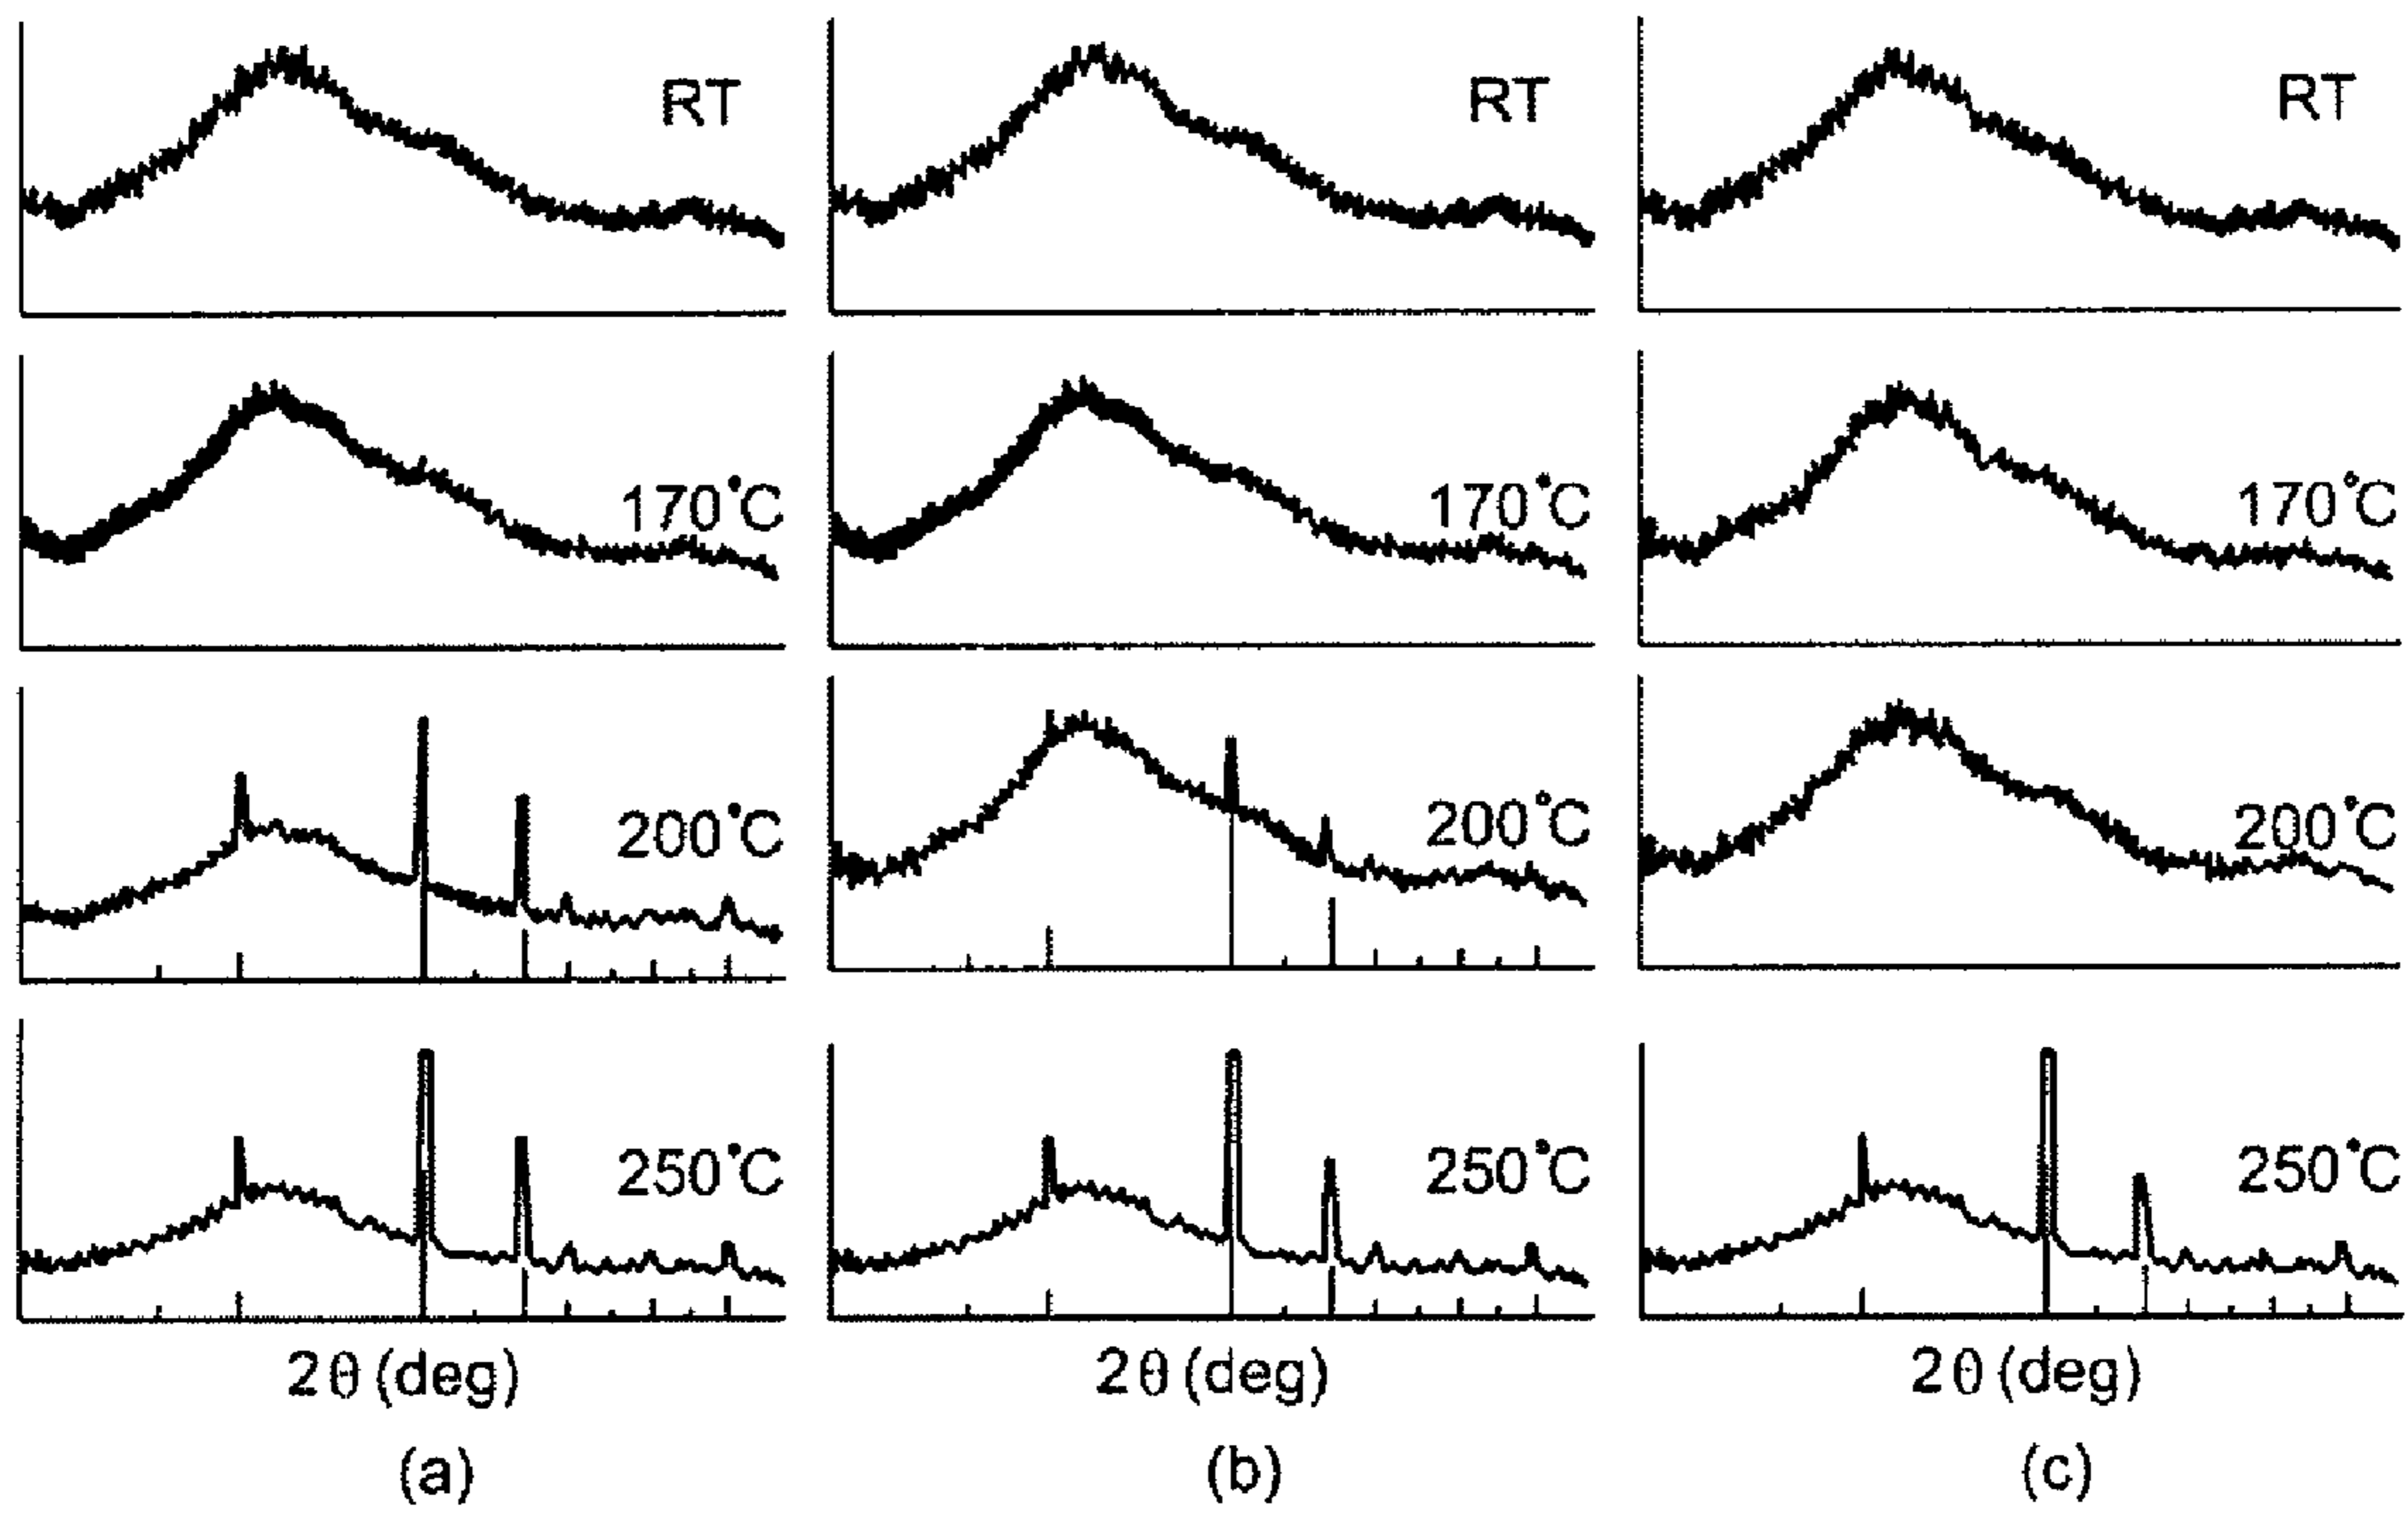 RT RT RT
170°C 170°C 170°C
200°C 200°C 200°C
250°C 250°C 250°C
2θ(deg) 2θ(deg) 2θ(deg)
(a) (b) (c)